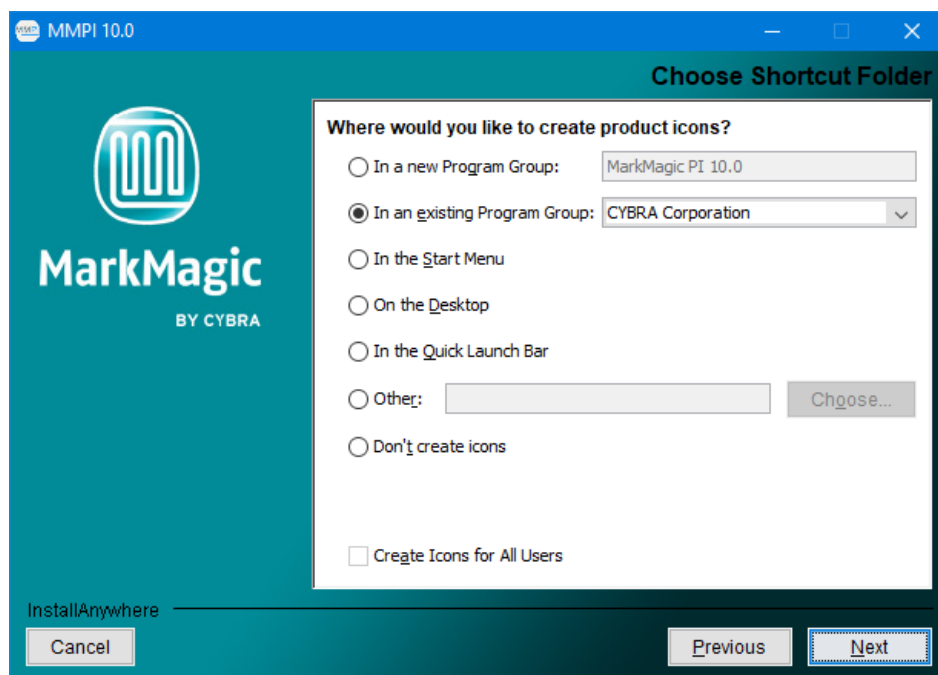 MMPI 10.0
Choose Shortcut Folder
MarkMagic
BY CYBRA
Where would you like to create product icons?
In a new Program Group: MarkMagic PI 10.0
In an existing Program Group: CYBRA Corporation
In the Start Menu
On the Desktop
In the Quick Launch Bar
Other: Choose...
Don't create icons
Create Icons for All Users
InstallAnywhere
Cancel Previous Next